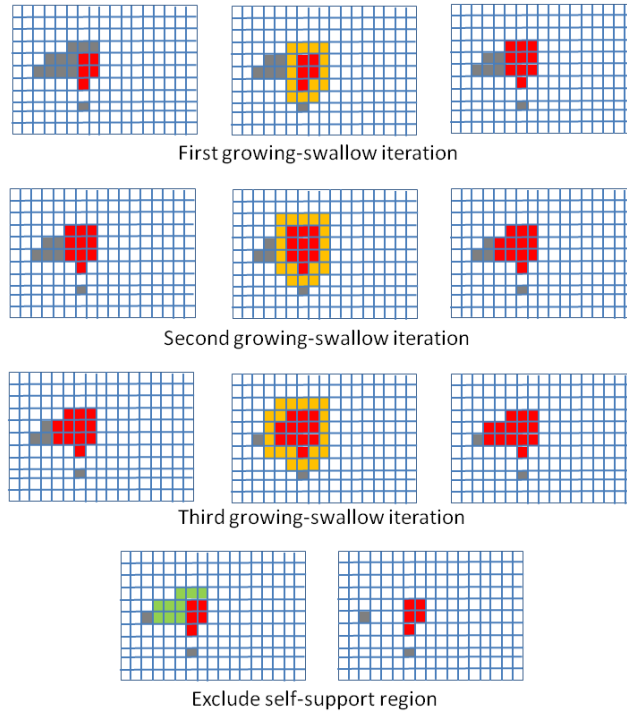 First growing-swallow iteration
Second growing-swallow iteration
Third growing-swallow iteration
Exclude self-support region